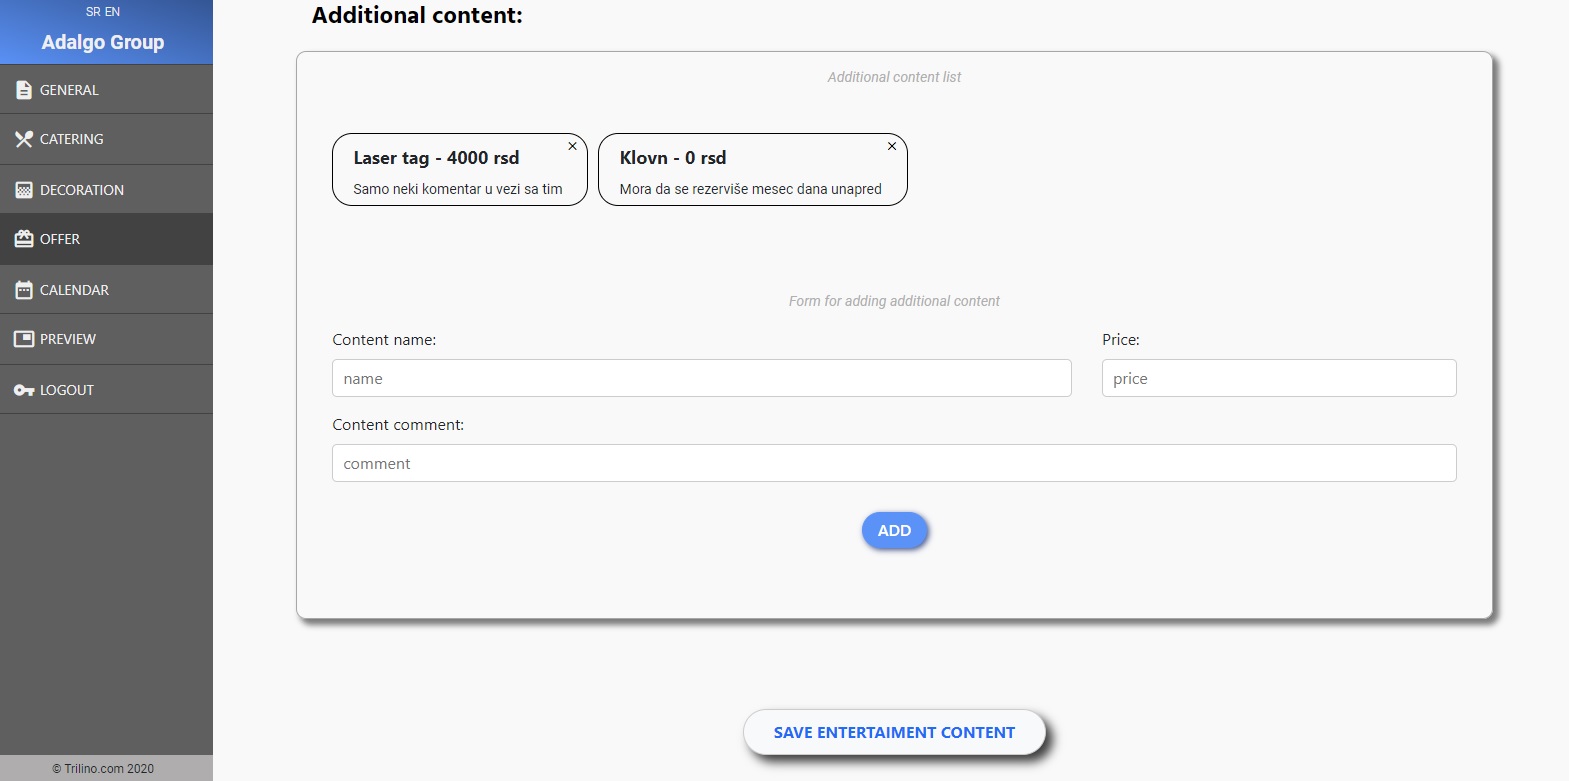 SR EN
Adalgo Group
GENERAL
CATERING
DECORATION
OFFER
CALENDAR
PREVIEW
LOGOUT
© Trilino.com 2020
Additional content:
Additional content list
Laser tag - 4000 rsd
Samo neki komentar u vezi sa tim
Klovn - 0 rsd
Mora da se rezerviše mesec dana unapred
Form for adding additional content
Content name:
name
Price:
price
Content comment:
comment
ADD
SAVE ENTERTAIMENT CONTENT